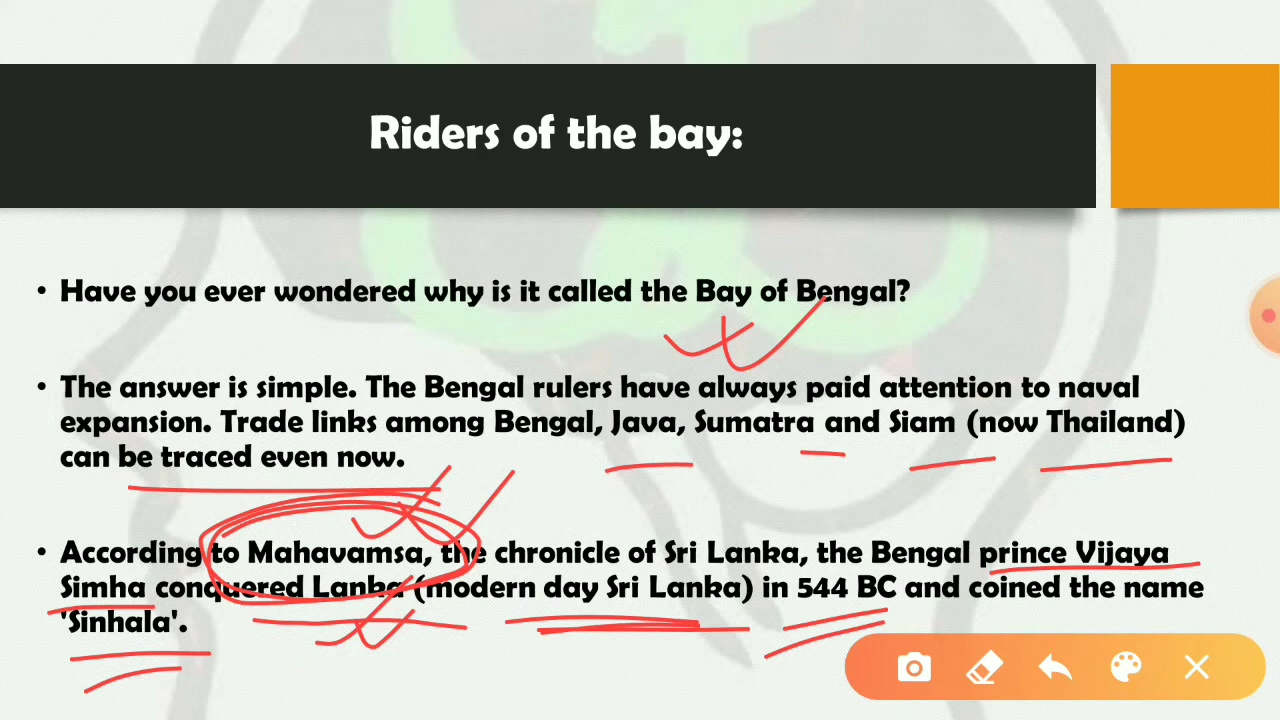 Riders of the bay:
• Have you ever wondered why is it called the Bay of Bengal?
• The answer is simple. The Bengal rulers have always paid attention to naval
expansion. Trade links among Bengal, Java, Sumatra and Siam (now Thailand)
can be traced even now.
• According to Mahavamsa, the chronicle of Sri Lanka, the Bengal prince Vijaya
Simha conquered Lanka (modern day Sri Lanka) in 544 BC and coined the name
'Sinhala'.